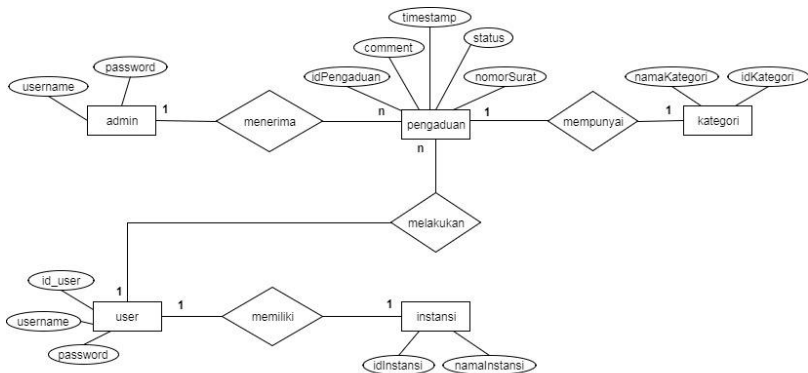 timestamp
comment
status
idPengaduan
nomorSurat
password
username
namaKategori
idKategori
admin
1
menerima
n
pengaduan
1
mempunyai
1
kategori
n
melakukan
id_user
1
username
user
1
memiliki
1
instansi
password
idInstansi
namaInstansi